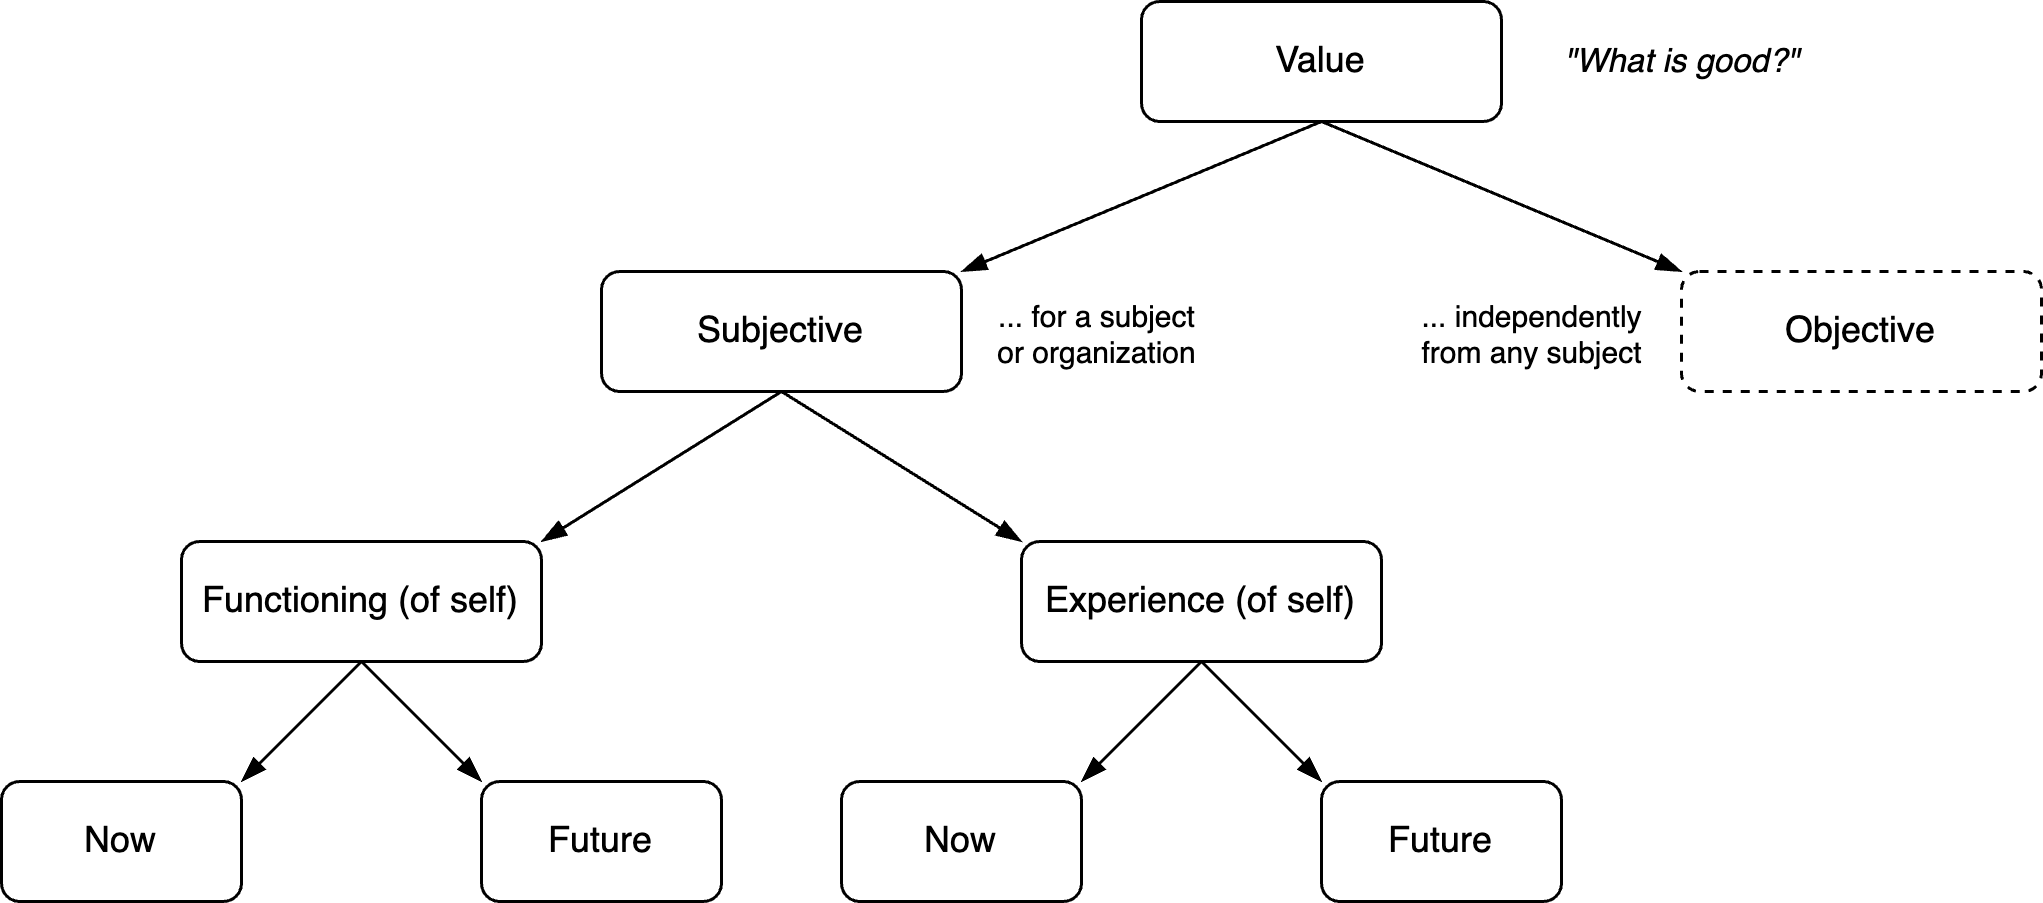 Value
"What is good?"
Subjective
... for a subject
or organization
... independently
from any subject
Objective
Functioning (of self)
Experience (of self)
Now
Future
Now
Future